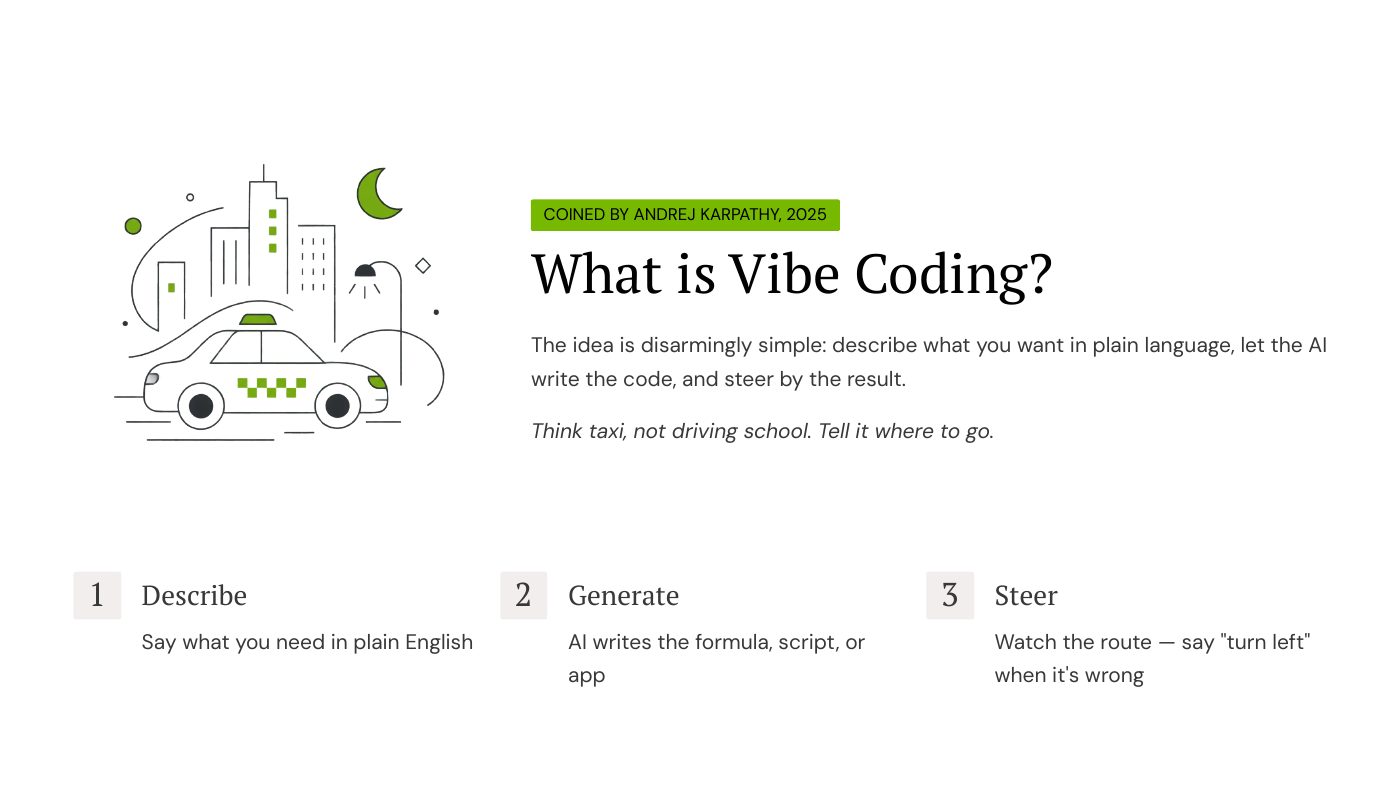 COINED BY ANDREJ KARPATHY, 2025
What is Vibe Coding?
The idea is disarmingly simple: describe what you want in plain language, let the AI
write the code, and steer by the result.
Think taxi, not driving school. Tell it where to go.
1
Describe
Say what you need in plain English
2
Generate
AI writes the formula, script, or
app
3
Steer
Watch the route — say "turn left"
when it's wrong